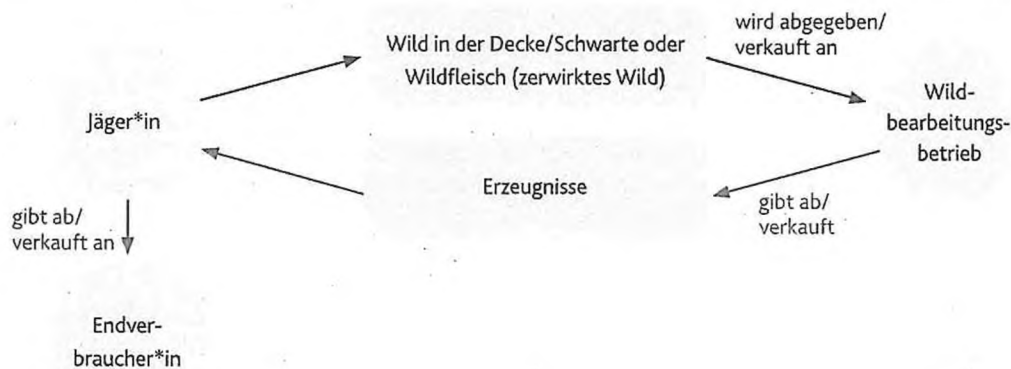 wird abgegeben/
verkauft an
Wild in der Decke/Schwarte oder
Wildfleisch (zerwirktes Wild)
Jäger*in
Wild-
bearbeitungs-
betrieb
Erzeugnisse
gibt ab/
verkauft
gibt ab/
verkauft an
Endver-
braucher*in